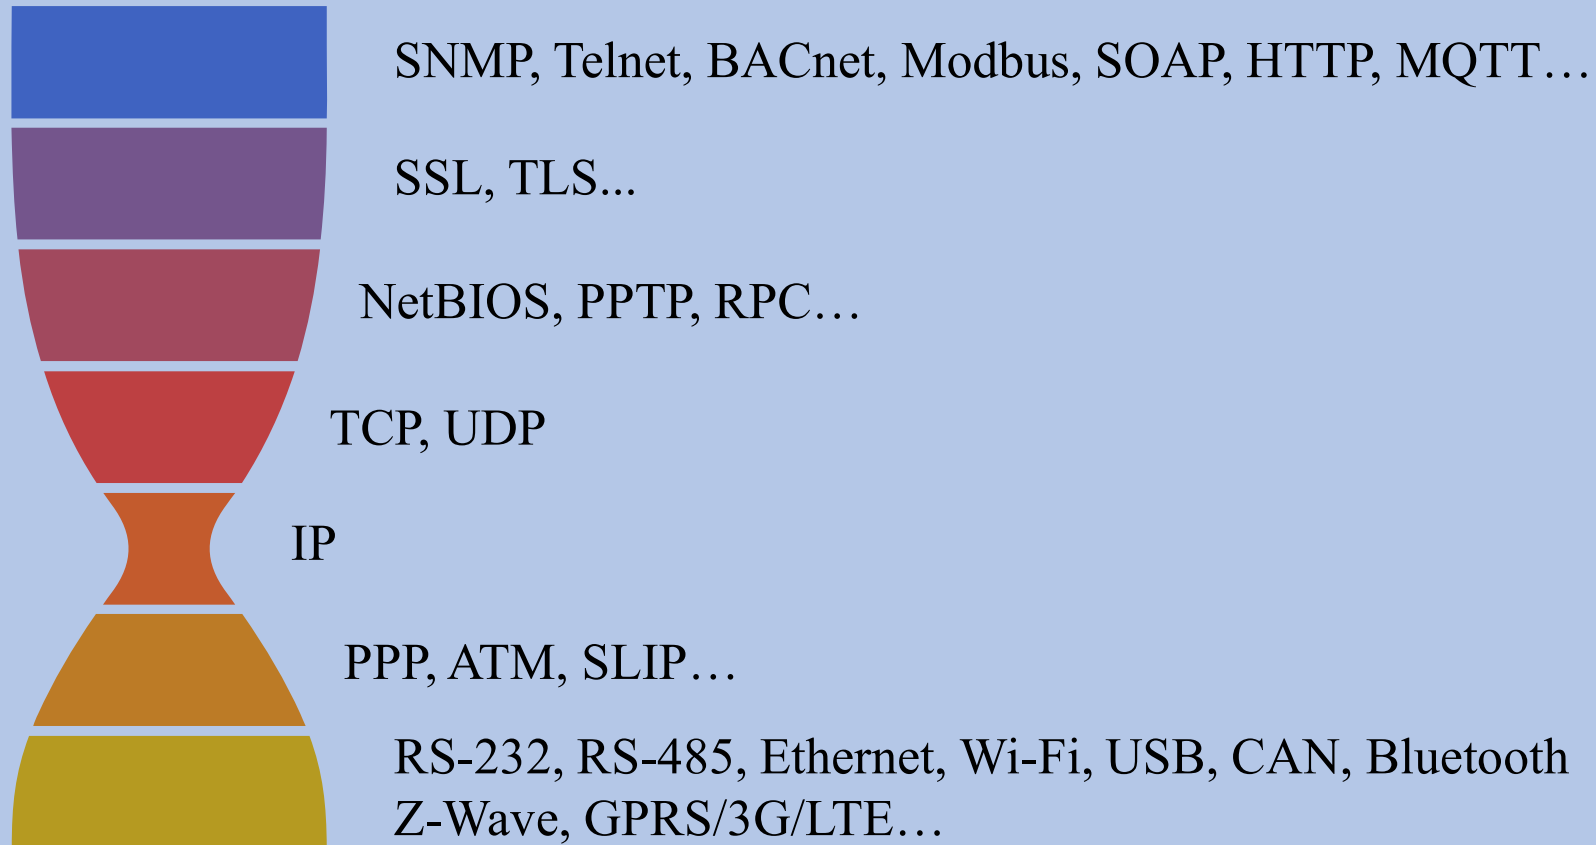 SNMP, Telnet, BACnet, Modbus, SOAP, HTTP, MQTT…
SSL, TLS...
NetBIOS, PPTP, RPC…
TCP, UDP
IP
PPP, ATM, SLIP…
RS-232, RS-485, Ethernet, Wi-Fi, USB, CAN, Bluetooth
Z-Wave, GPRS/3G/LTE…